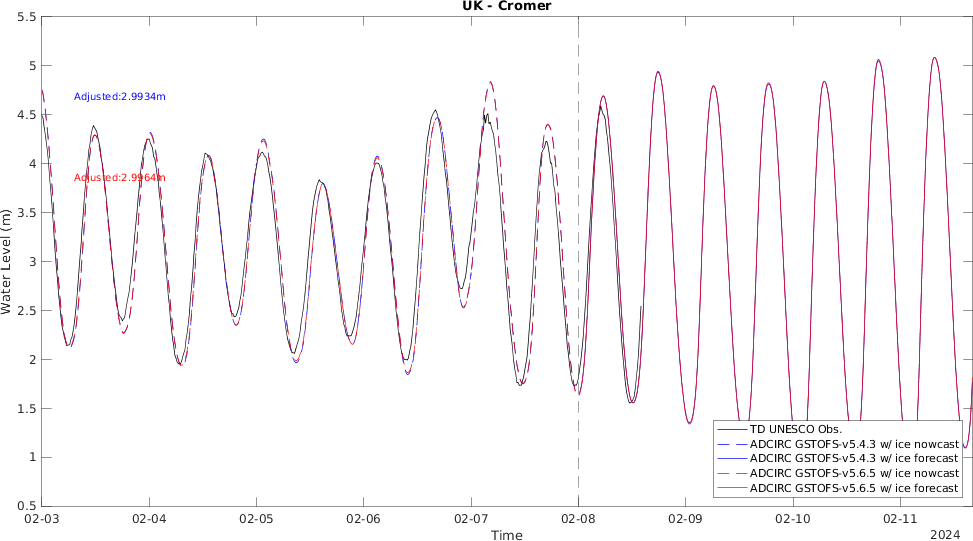 UK - Cromer
5.5
5
4.5
4
3.5
3
2.5
2
1.5
1
0.5
Water Level (m)
Adjusted:2.9934m
Adjusted:2.9964m
TD UNESCO Obs.
ADCIRC GSTOFS-v5.4.3 w/ ice nowcast
ADCIRC GSTOFS-v5.4.3 w/ ice forecast
ADCIRC GSTOFS-v5.6.5 w/ ice nowcast
ADCIRC GSTOFS-v5.6.5 w/ ice forecast
02-03 02-04 02-05 02-06 02-07 02-08 02-09 02-10 02-11
Time
2024